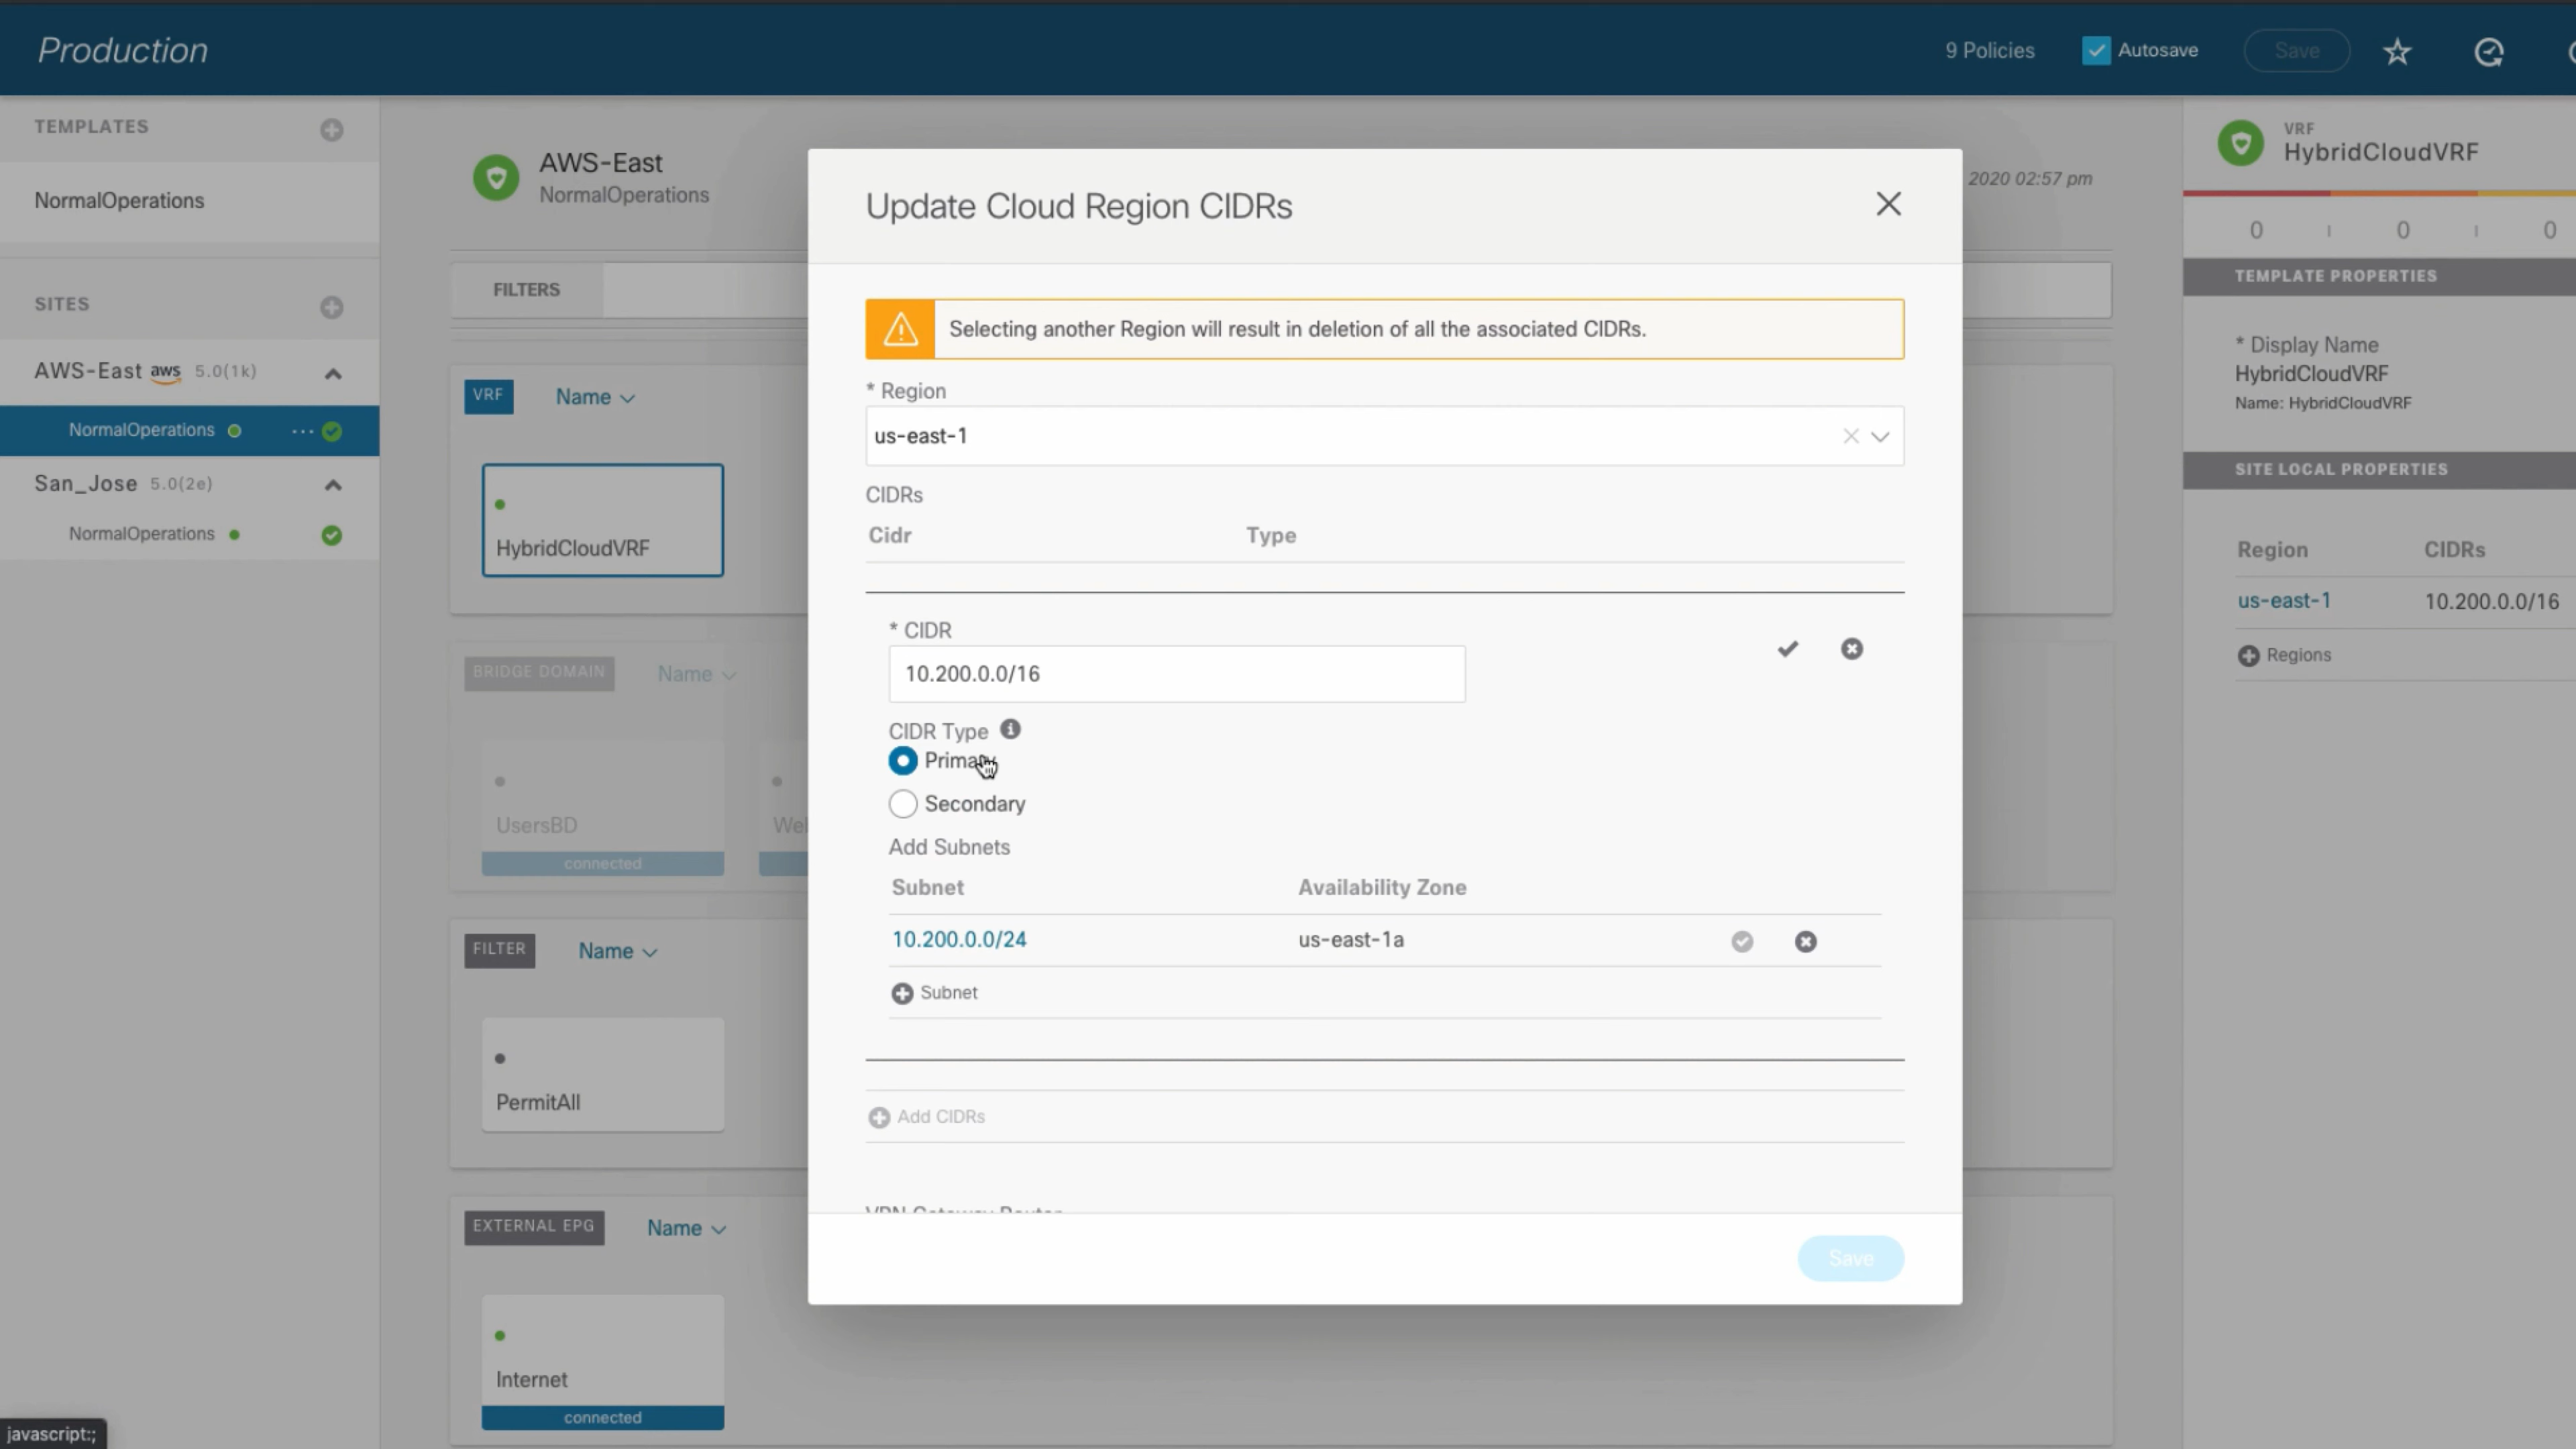 Production
9 Policies
Autosave
Save
TEMPLATES
NormalOperations
SITES
AWS-East aws 5.0(1k)
NormalOperations
San_Jose 5.0(2e)
NormalOperations
AWS-East
NormalOperations
2020 02:57 pm
FILTERS
VRF Name
HybridCloudVRF
BRIDGE DOMAIN Name
UsersBD
connected
FILTER Name
PermitAll
EXTERNAL EPG Name
Internet
connected
Update Cloud Region CIDRs
Selecting another Region will result in deletion of all the associated CIDRs.
* Region
us-east-1
CIDRs
Cidr Type
* CIDR
10.200.0.0/16
CIDR Type
Primary
Secondary
Add Subnets
Subnet Availability Zone
10.200.0.0/24 us-east-1a
Subnet
Add CIDRs
VPN Gateway Router
Save
VRF
HybridCloudVRF
0 0 0
TEMPLATE PROPERTIES
* Display Name
HybridCloudVRF
Name: HybridCloudVRF
SITE LOCAL PROPERTIES
Region CIDRs
us-east-1 10.200.0.0/16
Regions
javascript:;